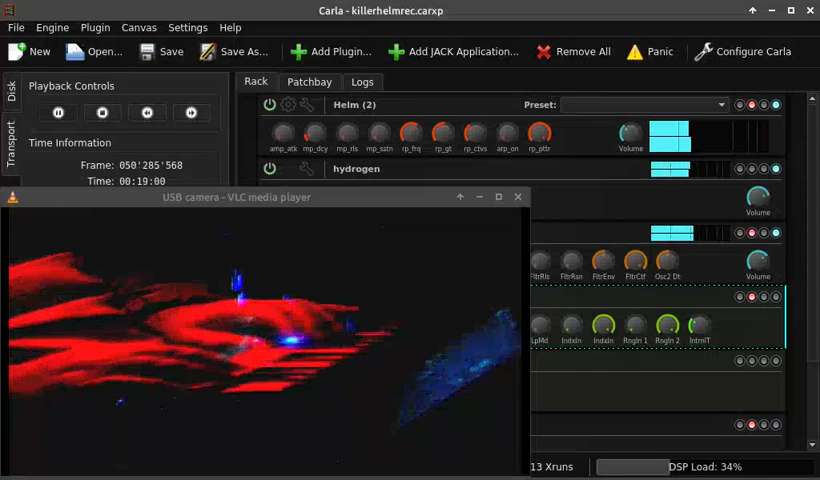 Carla - killerhelmrec.carxp
File Engine Plugin Canvas Settings Help
New Open... Save Save As... Add Plugin... Add JACK Application... Remove All Panic Configure Carla
Disk
Transport
Playback Controls
Time Information
Frame: 050'285'568
Time: 00:19:00
Rack Patchbay Logs
Helm (2) Preset:
amp_atk mp_dcy mp_rls mp_sstn rp_frq rp_gt rp_ctvs arp_on rp_pttr Volume
hydrogen
Volume
USB camera - VLC media player
FltrRls FltrRsn FltrEnv FltrCtf Osc2 Dt Volume
LpMd IndxIn IndxIn RngIn 1 RngIn 2 IntrnlT
13 Xruns DSP Load: 34%